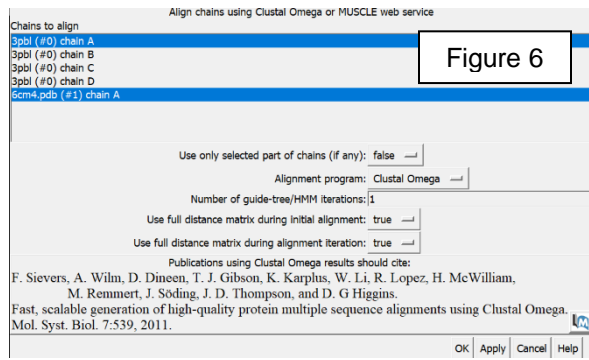 Align chains using Clustal Omega or MUSCLE web service
Chains to align
3pbl (#0) chain A
3pbl (#0) chain B
3pbl (#0) chain C
3pbl (#0) chain D
6cm4.pdb (#1) chain A
Figure 6
Use only selected part of chains (if any): false
Alignment program: Clustal Omega
Number of guide-tree/HMM iterations: 1
Use full distance matrix during initial alignment: true
Use full distance matrix during alignment iteration: true
Publications using Clustal Omega results should cite:
F. Sievers, A. Wilm, D. Dineen, T. J. Gibson, K. Karplus, W. Li, R. Lopez, H. McWilliam,
M. Remmert, J. Söding, J. D. Thompson, and D. G Higgins.
Fast, scalable generation of high-quality protein multiple sequence alignments using Clustal Omega.
Mol. Syst. Biol. 7:539, 2011.
OK Apply Cancel Help